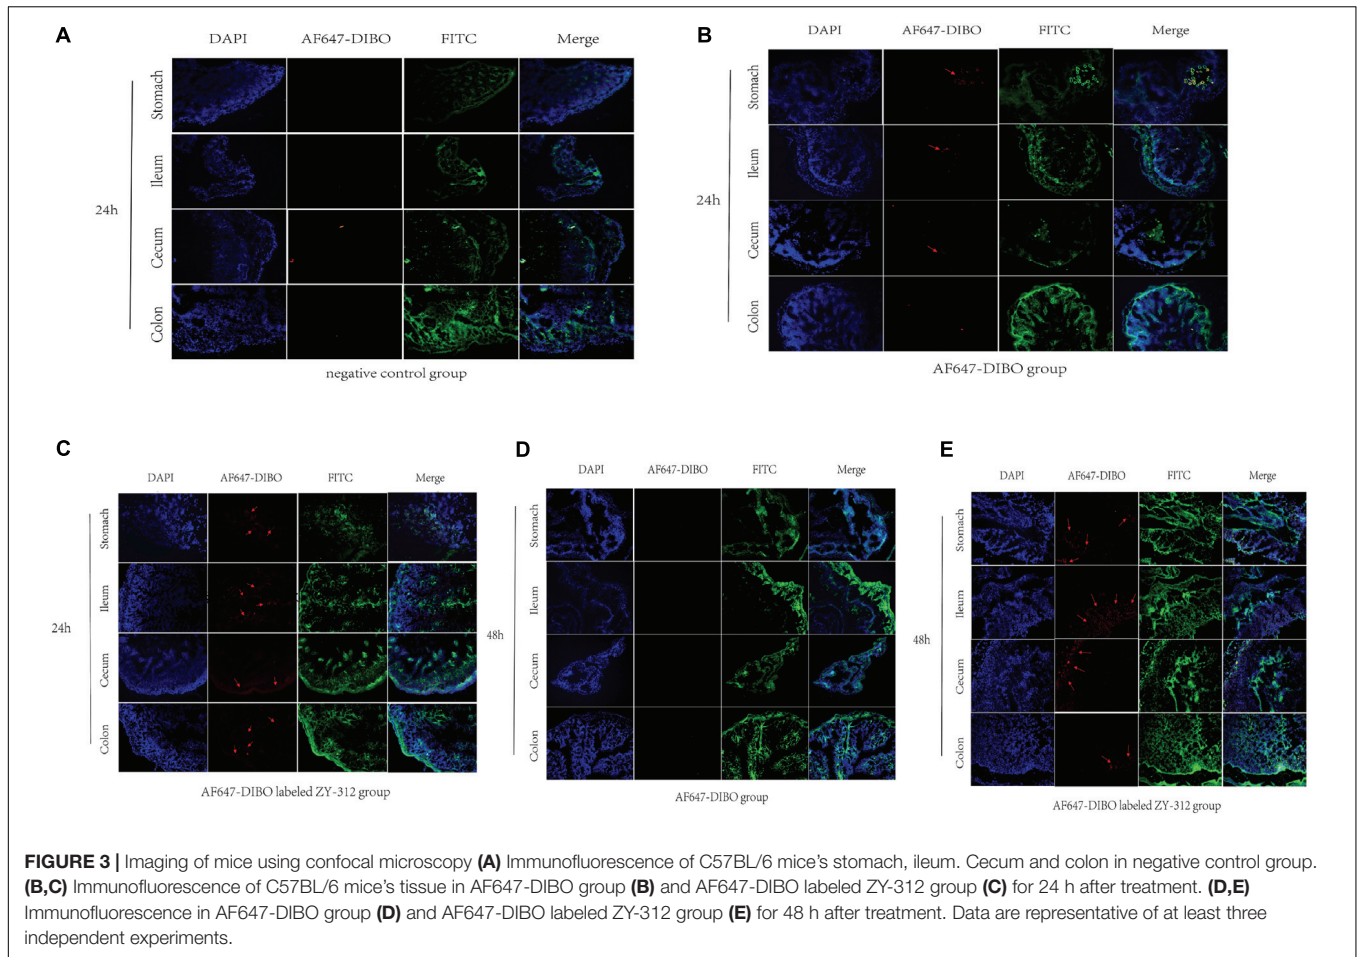 A
DAPI AF647-DIBO FITC Merge
Stomach
Ileum
24h
Cecum
Colon
negative control group
B
DAPI AF647-DIBO FITC Merge
Stomach
Ileum
24h
Cecum
Colon
AF647-DIBO group
C
DAPI AF647-DIBO FITC Merge
Stomach
Ileum
24h
Cecum
Colon
AF647-DIBO labeled ZY-312 group
D
DAPI AF647-DIBO FITC Merge
Stomach
Ileum
48h
Cecum
Colon
AF647-DIBO group
E
DAPI AF647-DIBO FITC Merge
Stomach
Ileum
48h
Cecum
Colon
AF647-DIBO labeled ZY-312 group
FIGURE 3 | Imaging of mice using confocal microscopy (A) Immunofluorescence of C57BL/6 mice's stomach, ileum. Cecum and colon in negative control group.
(B,C) Immunofluorescence of C57BL/6 mice's tissue in AF647-DIBO group (B) and AF647-DIBO labeled ZY-312 group (C) for 24 h after treatment. (D,E)
Immunofluorescence in AF647-DIBO group (D) and AF647-DIBO labeled ZY-312 group (E) for 48 h after treatment. Data are representative of at least three
independent experiments.